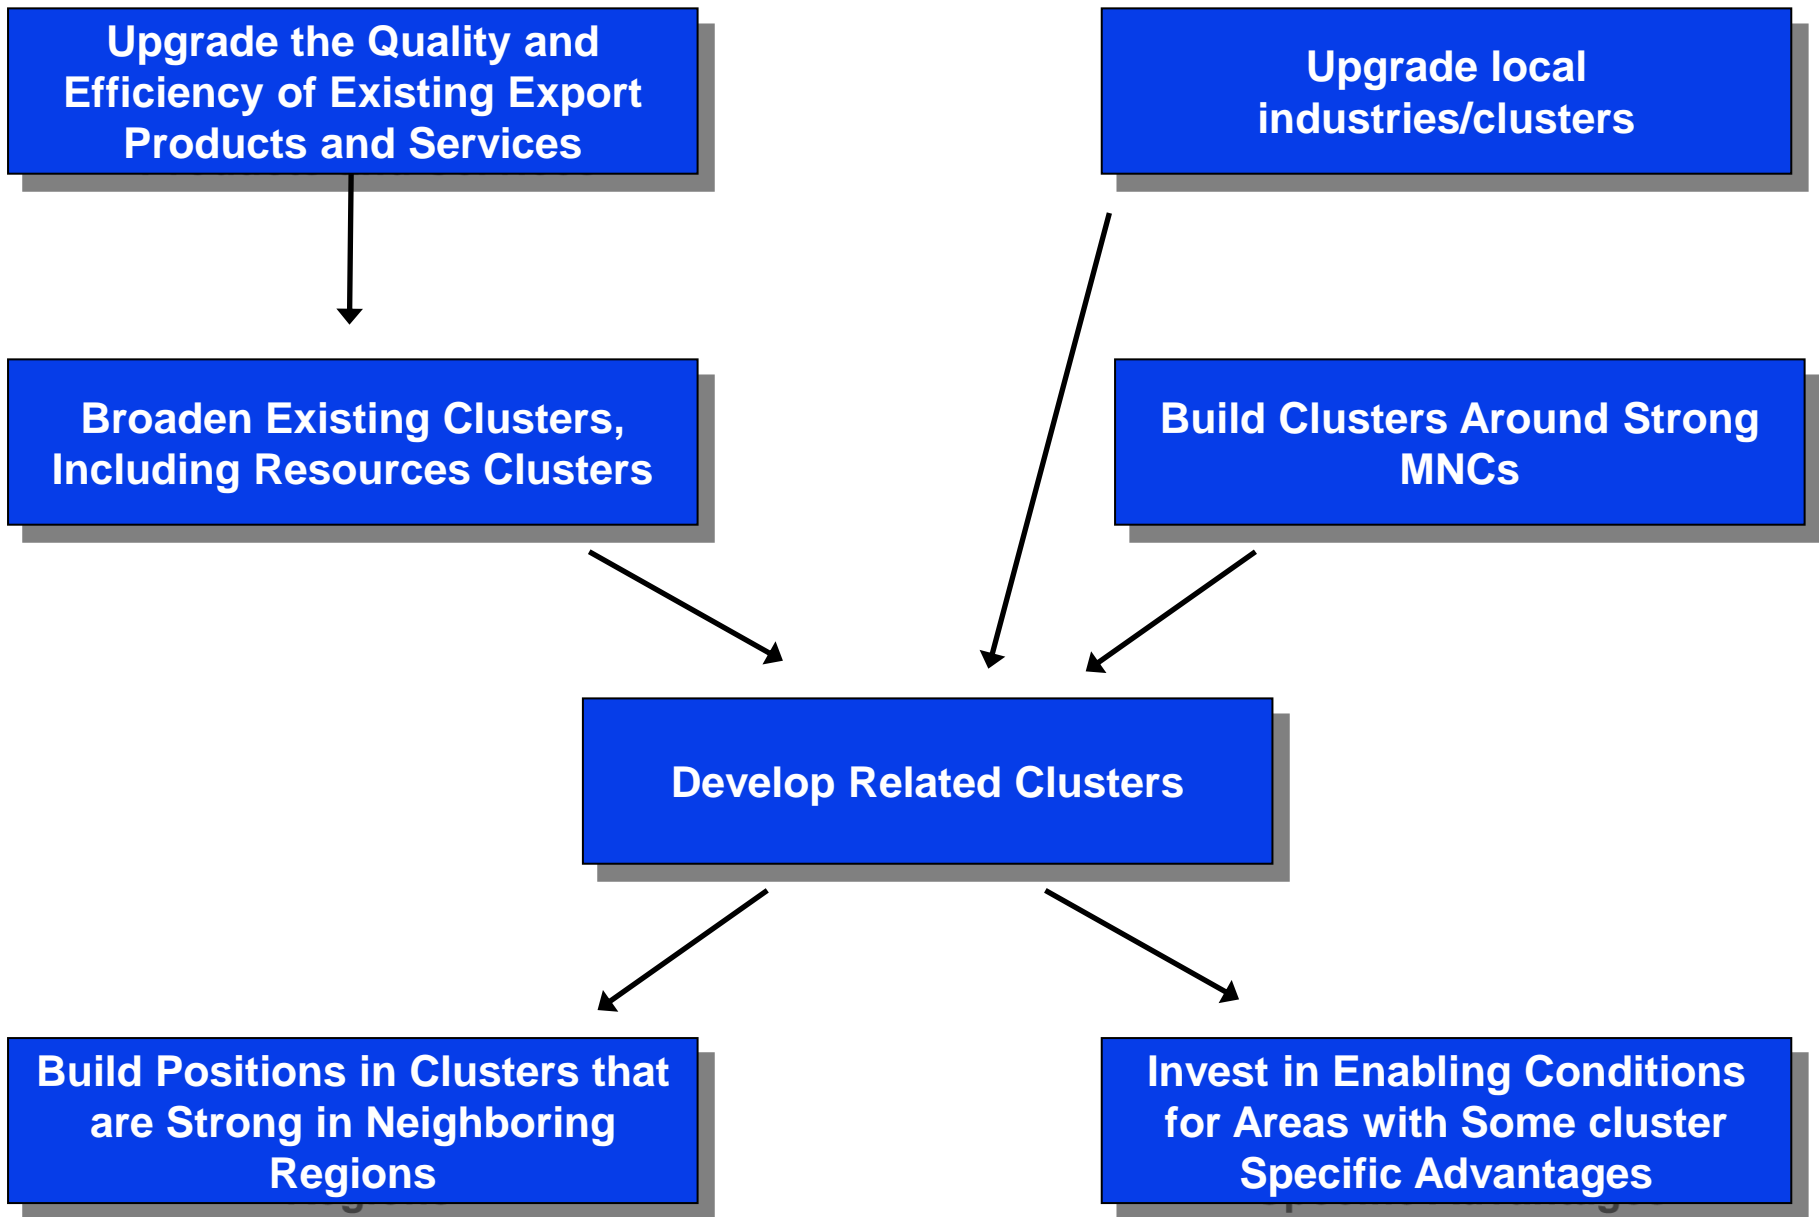 Upgrade the Quality and
Efficiency of Existing Export
Products and Services
Upgrade local
industries/clusters
Broaden Existing Clusters,
Including Resources Clusters
Build Clusters Around Strong
MNCs
Develop Related Clusters
Build Positions in Clusters that
are Strong in Neighboring
Regions
Invest in Enabling Conditions
for Areas with Some cluster
Specific Advantages